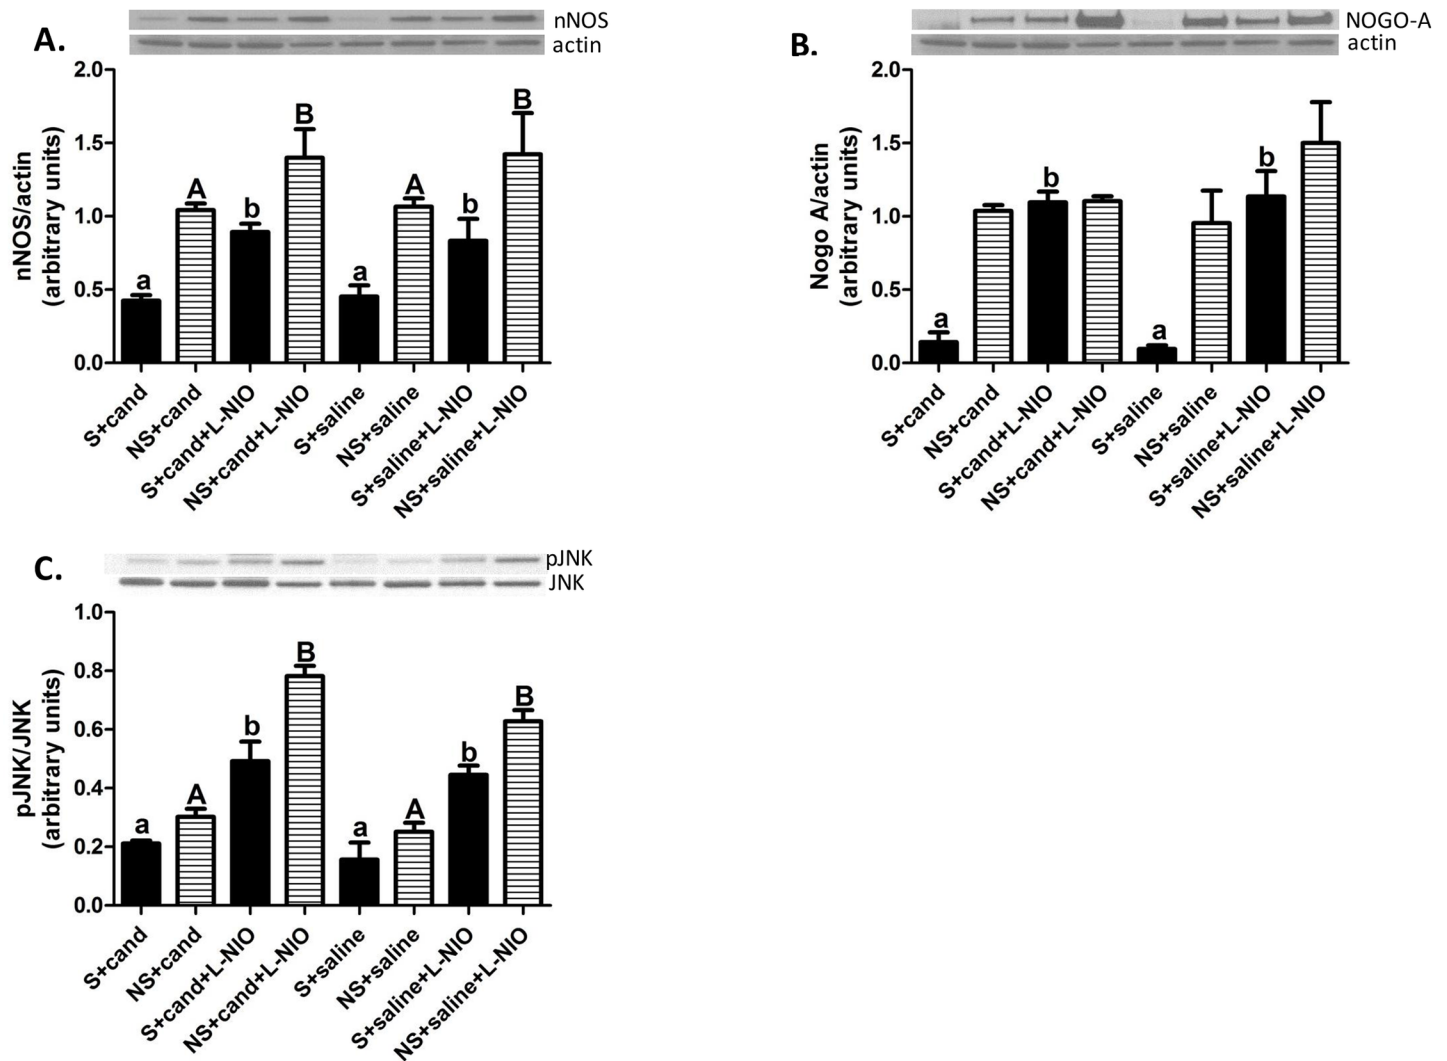 A.
nNOS
actin
nNOS/actin
(arbitrary units)
2.0
1.5
1.0
0.5
0.0
a
A
b
B
a
A
b
B
S+cand
NS+cand
S+cand+L-NIO
NS+cand+L-NIO
S+saline
NS+saline
S+saline+L-NIO
NS+saline+L-NIO
B.
NOGO-A
actin
Nogo A/actin
(arbitrary units)
2.0
1.5
1.0
0.5
0.0
a
b
a
b
S+cand
NS+cand
S+cand+L-NIO
NS+cand+L-NIO
S+saline
NS+saline
S+saline+L-NIO
NS+saline+L-NIO
C.
pJNK
JNK
pJNK/JNK
(arbitrary units)
1.0
0.8
0.6
0.4
0.2
0.0
a
A
b
B
a
A
b
B
S+cand
NS+cand
S+cand+L-NIO
NS+cand+L-NIO
S+saline
NS+saline
S+saline+L-NIO
NS+saline+L-NIO